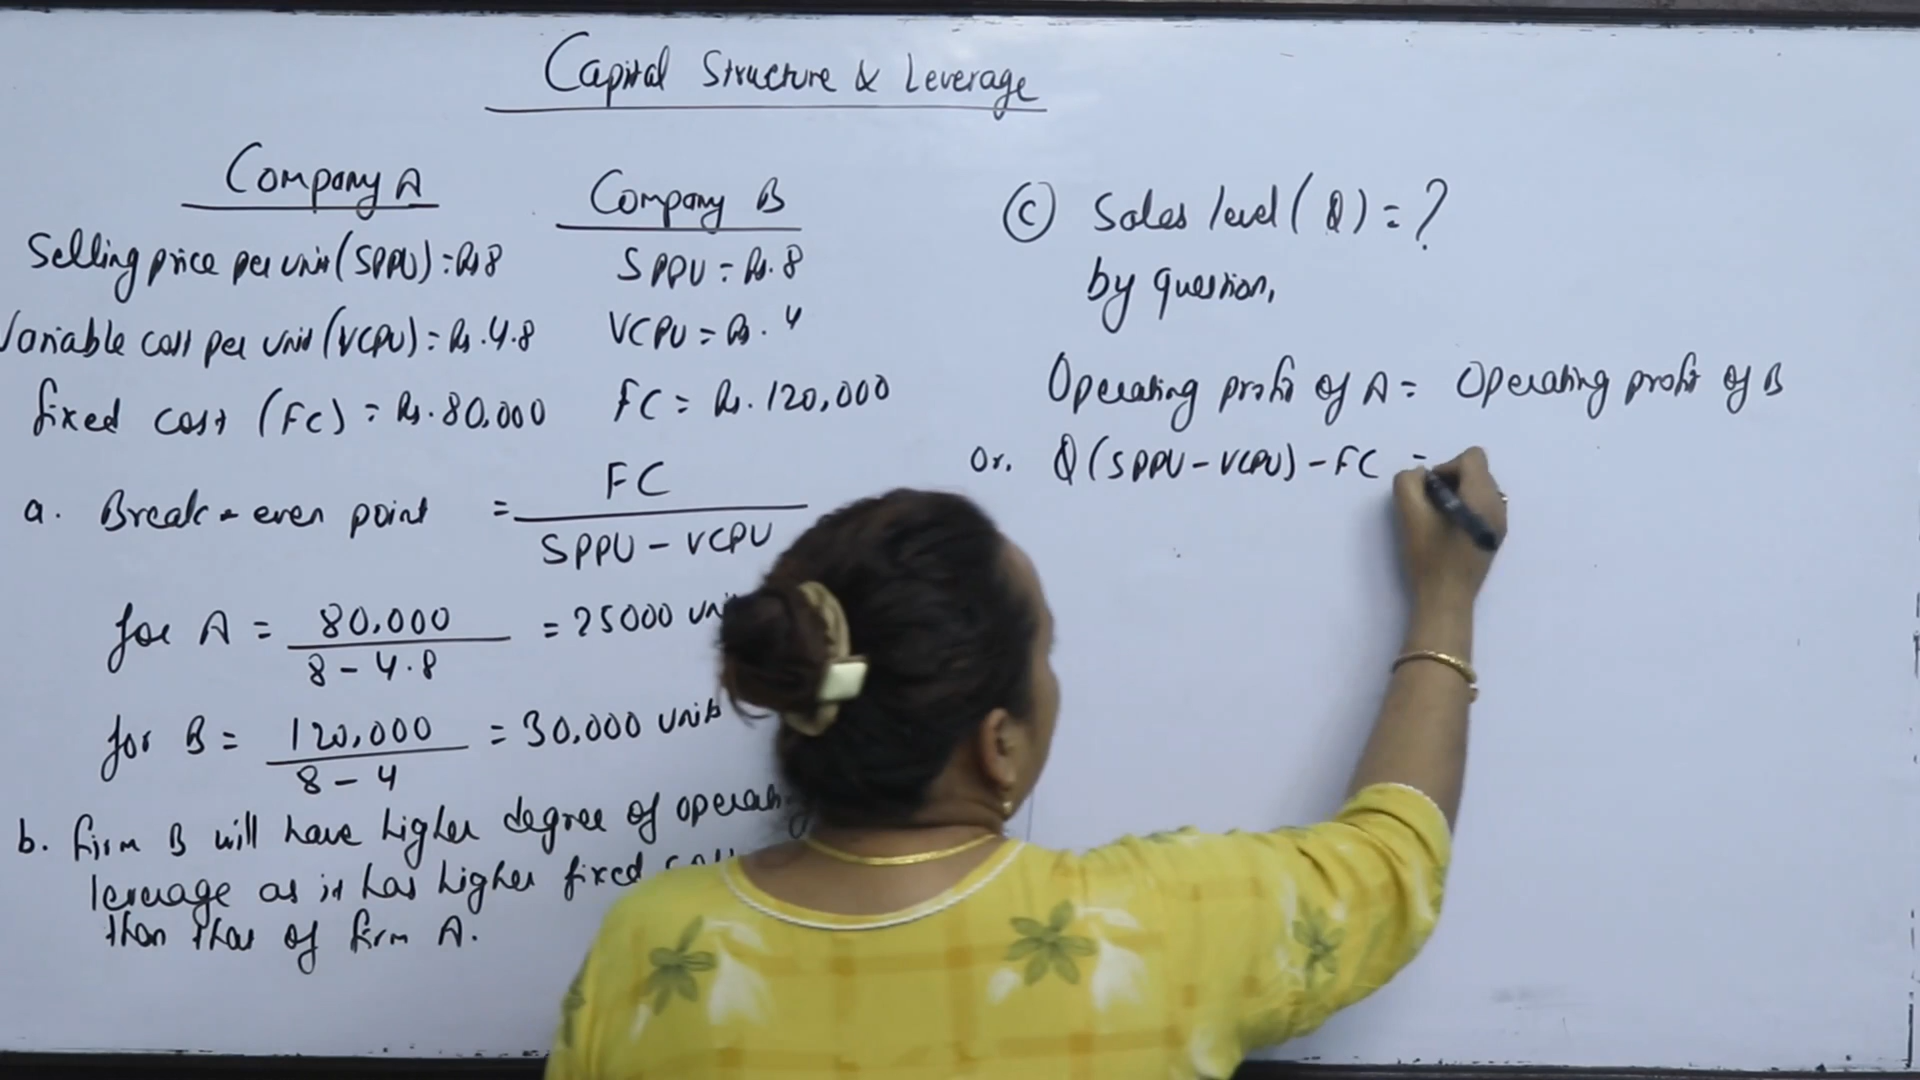 Capital Structure & Leverage
Company A
Selling price per unit (SPPU) = Rs 8
Variable cost per unit (VCPU) = Rs. 4.8
fixed cost (FC) = Rs. 80,000
Company B
SPPU = Rs. 8
VCPU = Rs. 4
FC = Rs. 120,000
a. Break-even point = FC / SPPU - VCPU
for A = 80,000 / 8 - 4.8 = 25000
for B = 120,000 / 8 - 4 = 30,000 units
b. firm B will have higher degree of
leverage as it has higher fixed
than that of firm A.
(C) Sales level (Q) = ?
by question,
Operating profit of A = Operating profit of B
Or, Q (SPPU - VCPU) - FC =